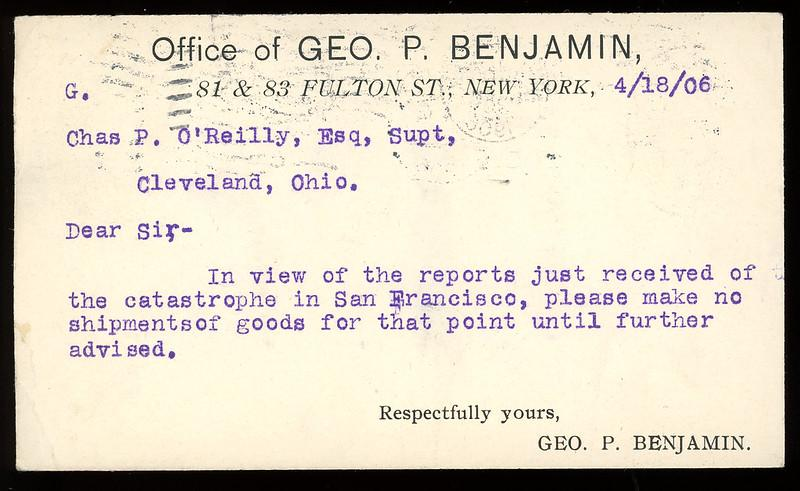 Office of GEO. P. BENJAMIN,
G. 81 & 83 FULTON ST., NEW YORK, 4/18/06
Chas P. O'Reilly, Esq, Supt,
Cleveland, Ohio.
Dear Sir-
In view of the reports just received of t
the catastrophe in San Francisco, please make no
shipmentsof goods for that point until further
advised.
Respectfully yours,
GEO. P. BENJAMIN.